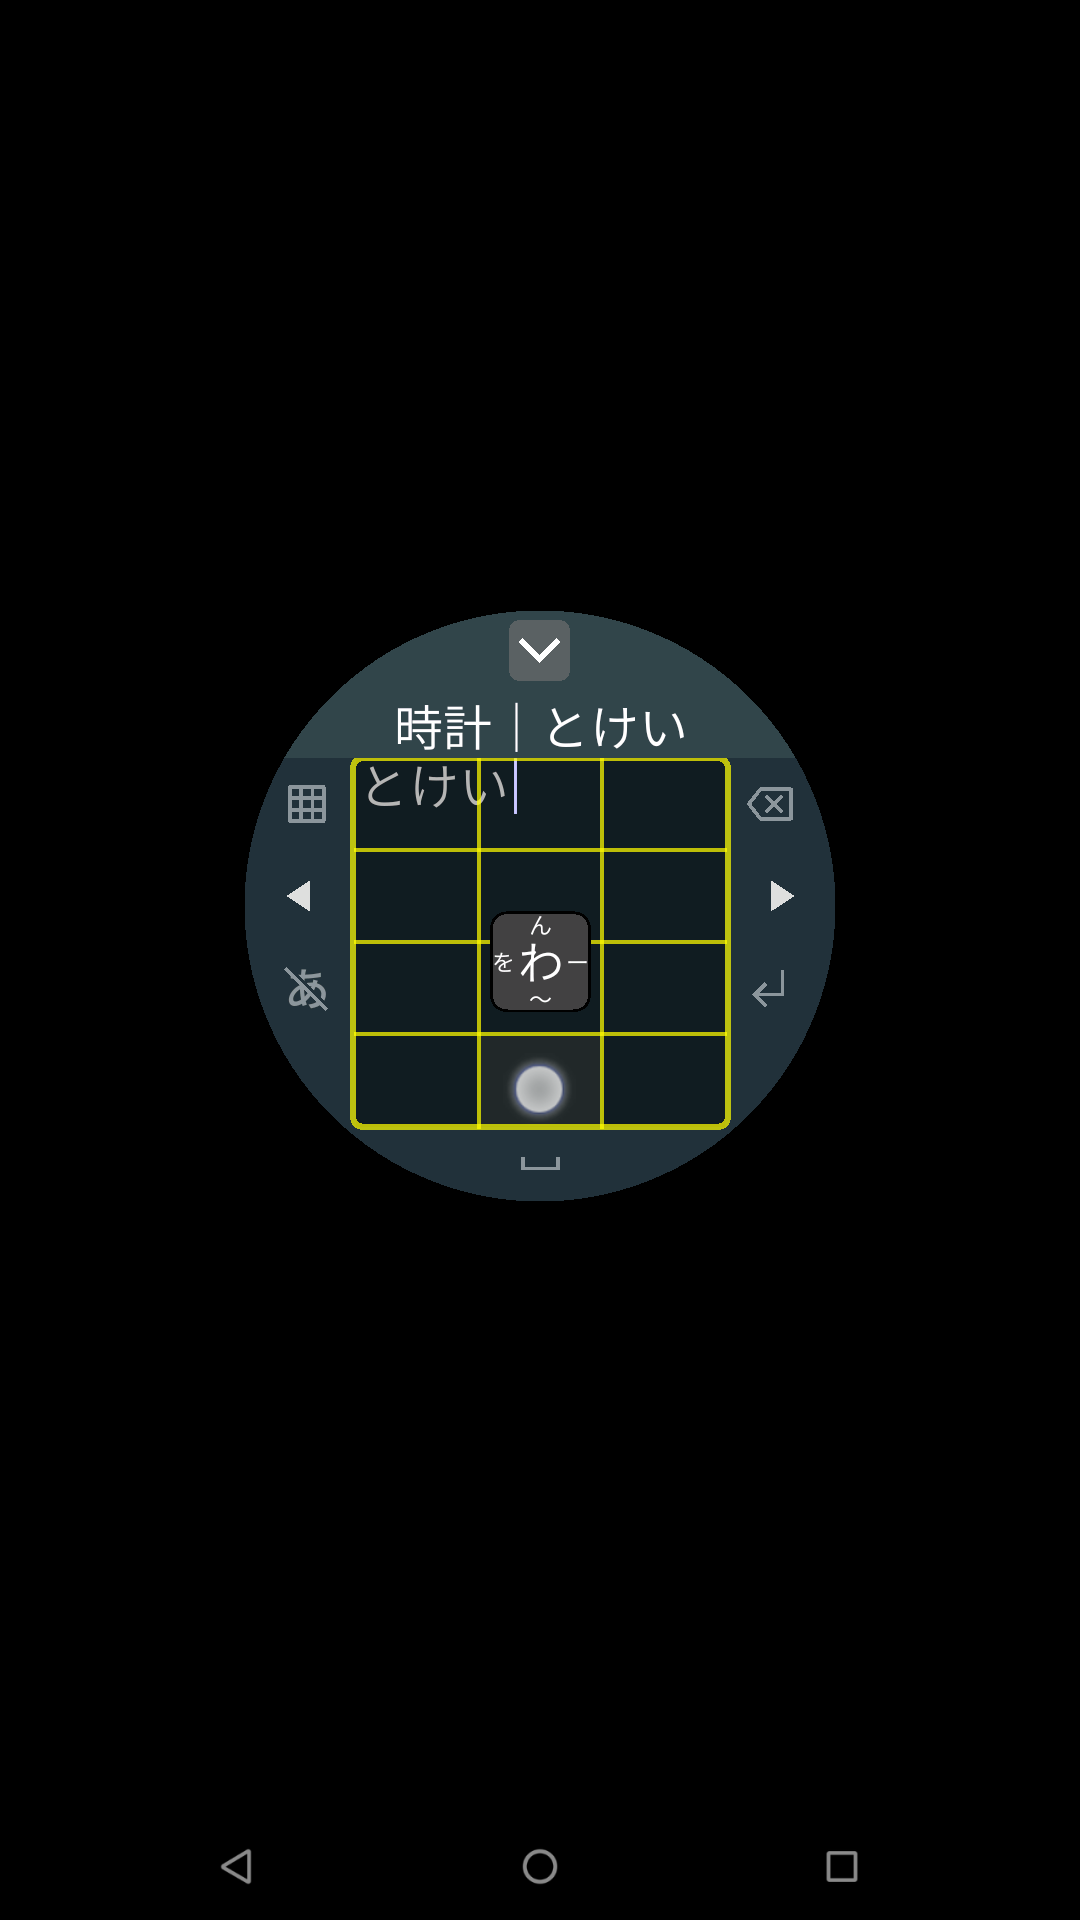 時計｜とけい
とけい
ん
を わ ー
～